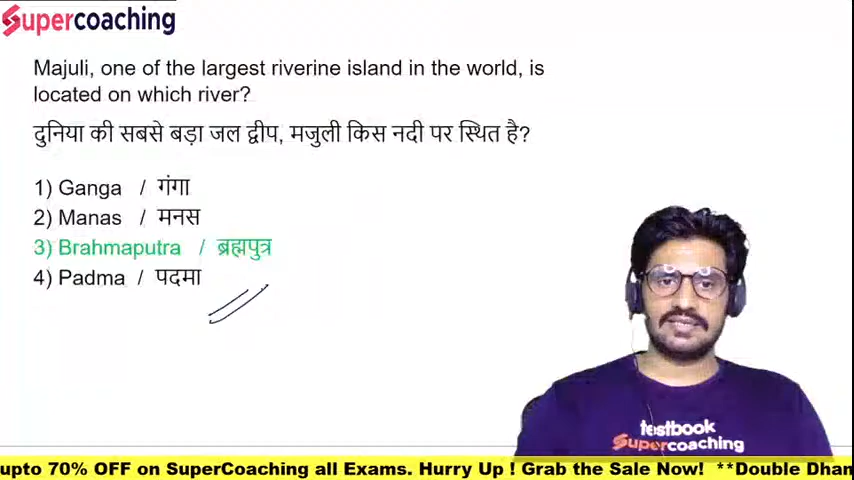 Supercoaching
Majuli, one of the largest riverine island in the world, is
located on which river?
दुनिया की सबसे बड़ा जल द्वीप, मजुली किस नदी पर स्थित है?
1) Ganga / गंगा
2) Manas / मनस
3) Brahmaputra / ब्रह्मपुत्र
4) Padma / पदमा
testbook
Supercoaching
upto 70% OFF on SuperCoaching all Exams. Hurry Up ! Grab the Sale Now! **Double Dham